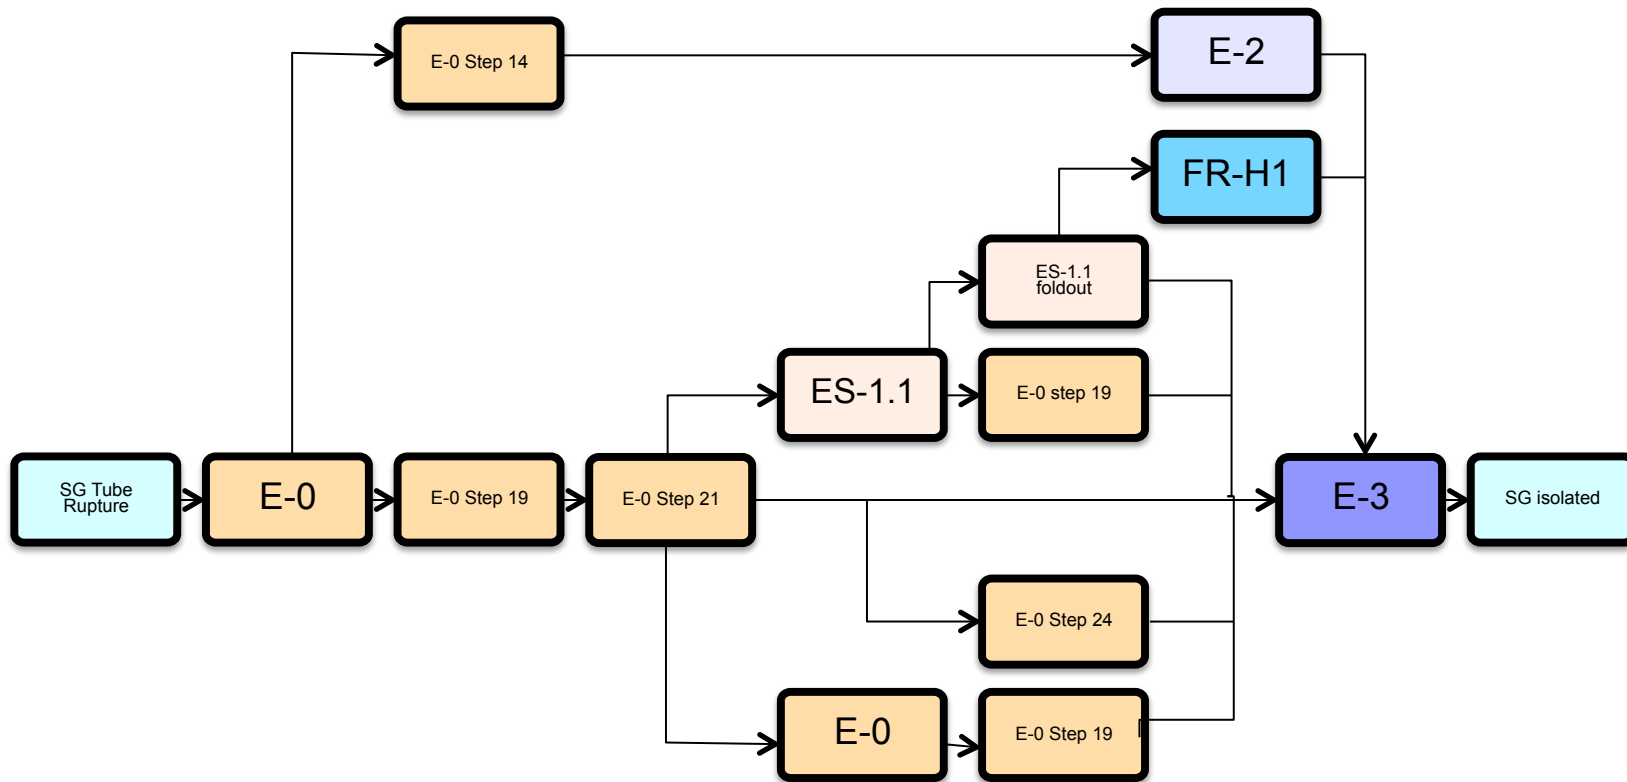 E-0 Step 14
E-2
FR-H1
ES-1.1
foldout
ES-1.1
E-0 step 19
SG Tube
Rupture
E-0
E-0 Step 19
E-0 Step 21
E-3
SG isolated
E-0 Step 24
E-0
E-0 Step 19